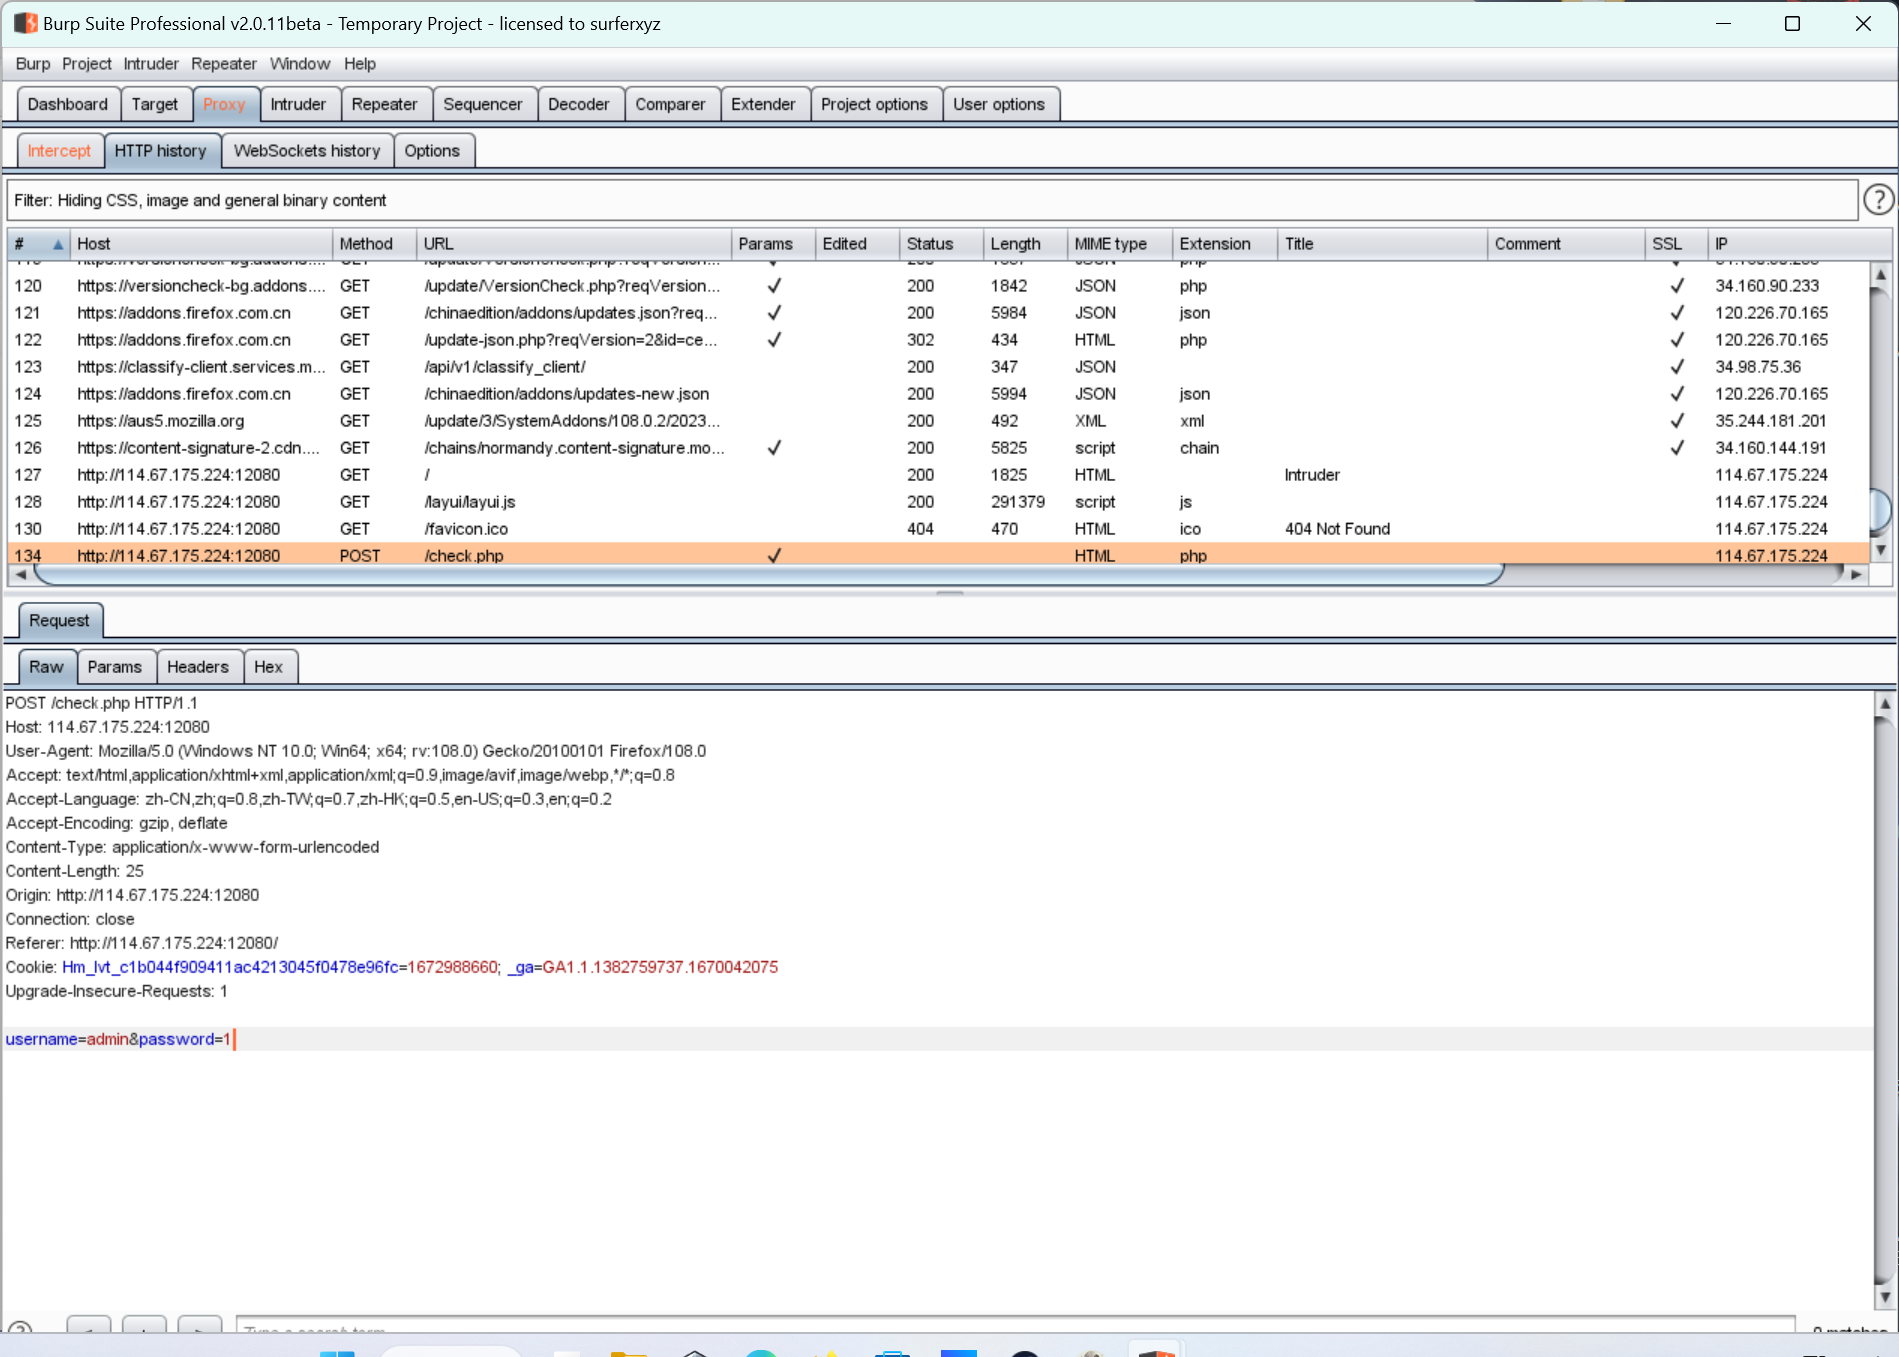 Burp Suite Professional v2.0.11beta - Temporary Project - licensed to surferxyz
Burp Project Intruder Repeater Window Help
Dashboard Target Proxy Intruder Repeater Sequencer Decoder Comparer Extender Project options User options
Intercept HTTP history WebSockets history Options
Filter: Hiding CSS, image and general binary content
# Host Method URL Params Edited Status Length MIME type Extension Title Comment SSL IP
120 https://versioncheck-bg.addons.... GET /update/VersionCheck.php?reqVersion... ✓ 200 1842 JSON php ✓ 34.160.90.233
121 https://addons.firefox.com.cn GET /chinaedition/addons/updates.json?req... ✓ 200 5984 JSON json ✓ 120.226.70.165
122 https://addons.firefox.com.cn GET /update-json.php?reqVersion=2&id=ce... ✓ 302 434 HTML php ✓ 120.226.70.165
123 https://classify-client.services.m... GET /api/v1/classify_client/ 200 347 JSON ✓ 34.98.75.36
124 https://addons.firefox.com.cn GET /chinaedition/addons/updates-new.json 200 5994 JSON json ✓ 120.226.70.165
125 https://aus5.mozilla.org GET /update/3/SystemAddons/108.0.2/2023... 200 492 XML xml ✓ 35.244.181.201
126 https://content-signature-2.cdn.... GET /chains/normandy.content-signature.mo... ✓ 200 5825 script chain ✓ 34.160.144.191
127 http://114.67.175.224:12080 GET / 200 1825 HTML Intruder 114.67.175.224
128 http://114.67.175.224:12080 GET /layui/layui.js 200 291379 script js 114.67.175.224
130 http://114.67.175.224:12080 GET /favicon.ico 404 470 HTML ico 404 Not Found 114.67.175.224
134 http://114.67.175.224:12080 POST /check.php ✓ HTML php 114.67.175.224
Request
Raw Params Headers Hex
POST /check.php HTTP/1.1
Host: 114.67.175.224:12080
User-Agent: Mozilla/5.0 (Windows NT 10.0; Win64; x64; rv:108.0) Gecko/20100101 Firefox/108.0
Accept: text/html,application/xhtml+xml,application/xml;q=0.9,image/avif,image/webp,*/*;q=0.8
Accept-Language: zh-CN,zh;q=0.8,zh-TW;q=0.7,zh-HK;q=0.5,en-US;q=0.3,en;q=0.2
Accept-Encoding: gzip, deflate
Content-Type: application/x-www-form-urlencoded
Content-Length: 25
Origin: http://114.67.175.224:12080
Connection: close
Referer: http://114.67.175.224:12080/
Cookie: Hm_lvt_c1b044f909411ac4213045f0478e96fc=1672988660; _ga=GA1.1.1382759737.1670042075
Upgrade-Insecure-Requests: 1
username=admin&password=1